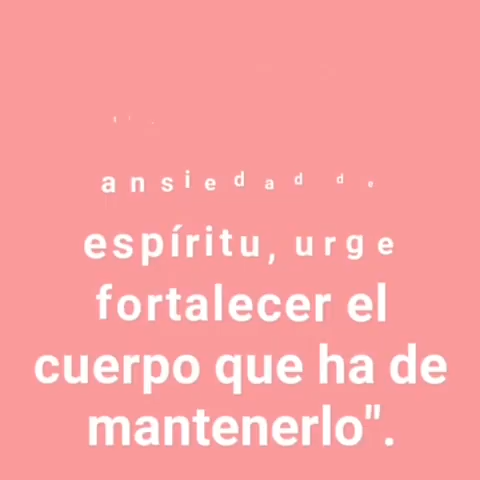 ansiedad de
espíritu, urge
fortalecer el
cuerpo que ha de
mantenerlo".